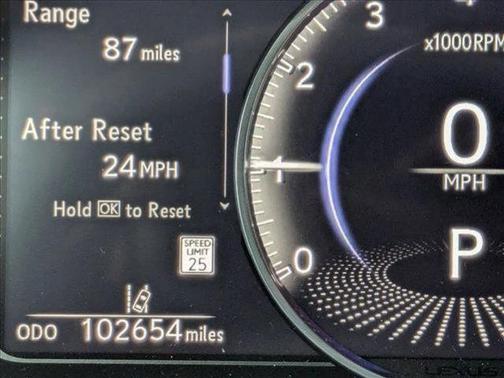 Range
87 miles
After Reset
24 MPH
Hold OK to Reset
SPEED
LIMIT
25
ODO 102654 miles
3
x1000RPM
2
1
0
0
MPH
P
LEXUS